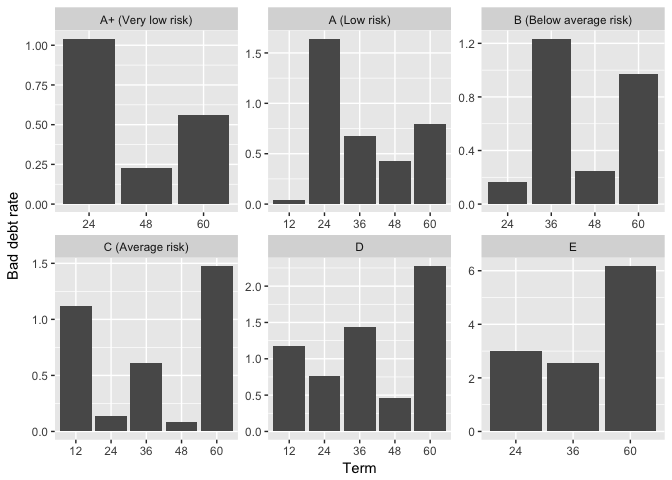 A+ (Very low risk)
A (Low risk)
B (Below average risk)
1.00
0.75
0.50
0.25
0.00
24 48 60
1.5
1.0
0.5
0.0
12 24 36 48 60
1.2
0.8
0.4
0.0
24 36 48 60
Bad debt rate
C (Average risk)
D
E
1.5
1.0
0.5
0.0
12 24 36 48 60
2.0
1.5
1.0
0.5
0.0
12 24 36 48 60
6
4
2
0
24 36 60
Term